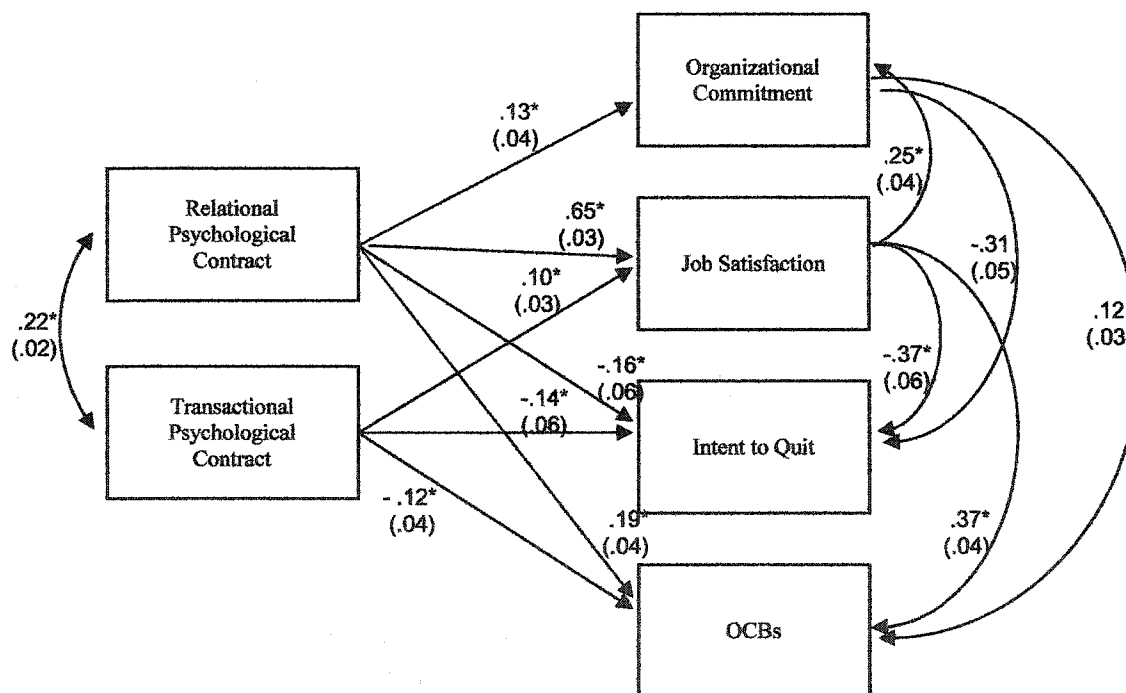 Organizational
Commitment
.13*
(.04)
.25*
(.04)
Relational
Psychological
Contract
.65*
(.03)
Job Satisfaction
-.31
(.05)
.10*
(.03)
.12
(.03
.22*
(.02)
-.16*
(.06)
-.37*
(.06)
Transactional
Psychological
Contract
-.14*
(.06)
Intent to Quit
- .12*
(.04)
.19*
(.04)
.37*
(.04)
OCBs